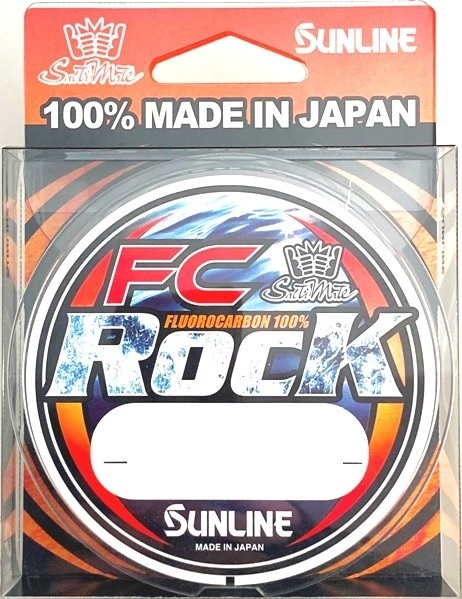 SaltiMate
SUNLINE
100% MADE IN JAPAN
FC
SaltiMate
FLUOROCARBON 100%
ROCK
SUNLINE
MADE IN JAPAN